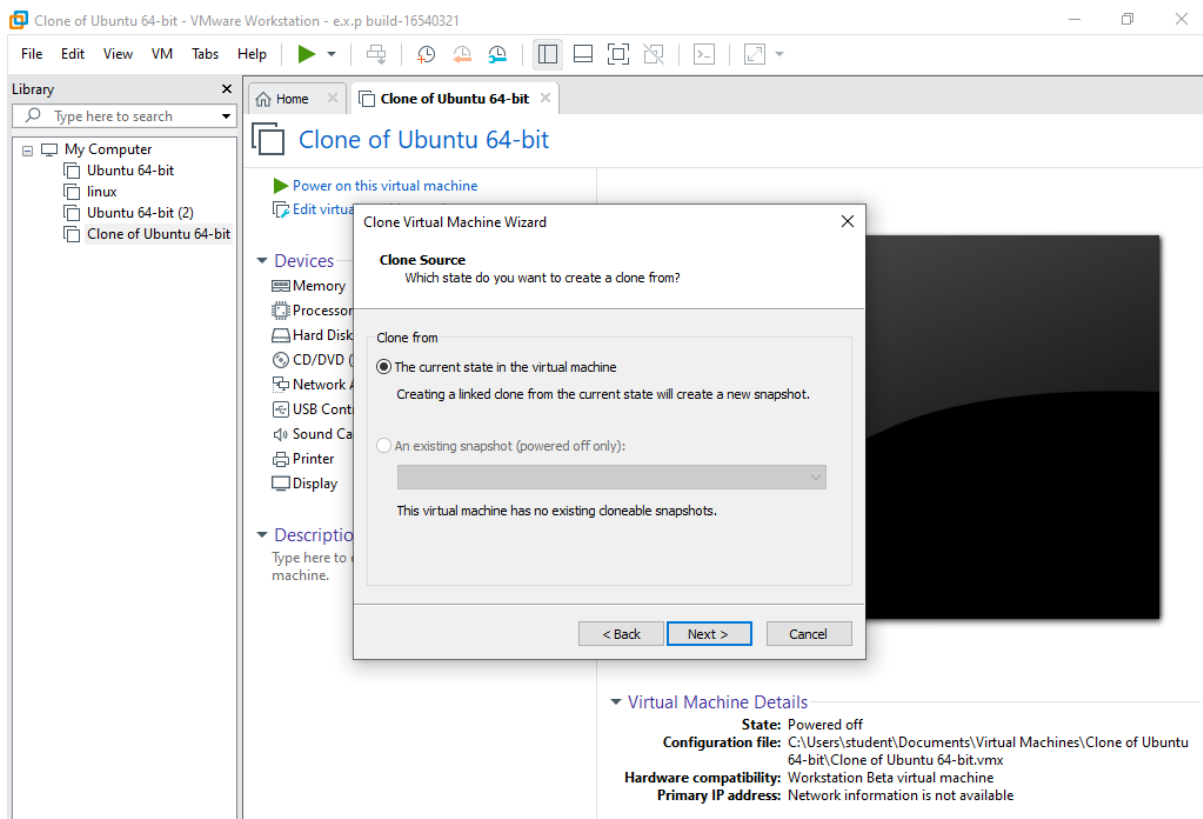 Clone of Ubuntu 64-bit - VMware Workstation - e.x.p build-16540321
File Edit View VM Tabs Help
Library
Type here to search
My Computer
Ubuntu 64-bit
linux
Ubuntu 64-bit (2)
Clone of Ubuntu 64-bit
Home
Clone of Ubuntu 64-bit
Clone of Ubuntu 64-bit
Power on this virtual machine
Edit virtua
Devices
Memory
Processor
Hard Disk
CD/DVD (
Network A
USB Cont
Sound Ca
Printer
Display
Descriptio
Type here to e
machine.
Clone Virtual Machine Wizard
Clone Source
Which state do you want to create a clone from?
Clone from
The current state in the virtual machine
Creating a linked clone from the current state will create a new snapshot.
An existing snapshot (powered off only):
This virtual machine has no existing cloneable snapshots.
< Back Next > Cancel
Virtual Machine Details
State: Powered off
Configuration file: C:\Users\student\Documents\Virtual Machines\Clone of Ubuntu
64-bit\Clone of Ubuntu 64-bit.vmx
Hardware compatibility: Workstation Beta virtual machine
Primary IP address: Network information is not available